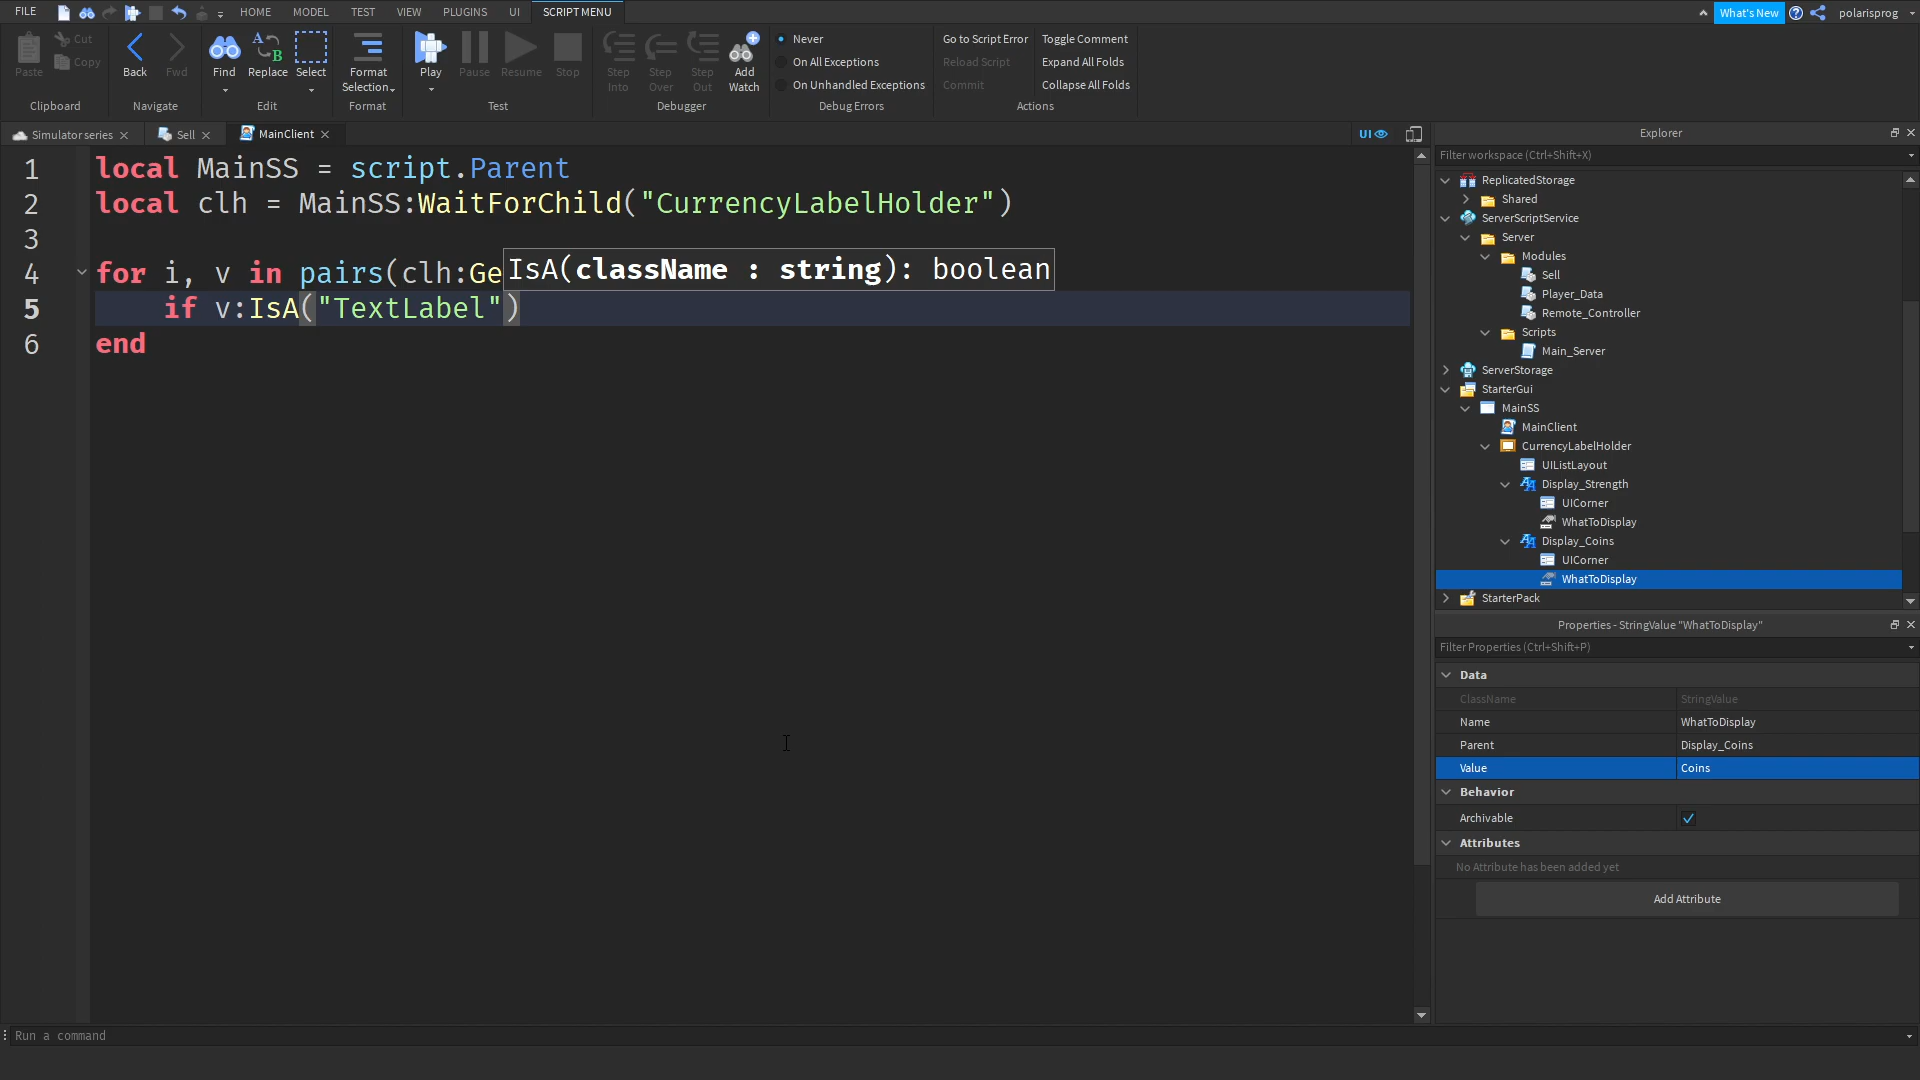 FILE HOME MODEL TEST VIEW PLUGINS UI SCRIPT MENU What's New ? polarisprog
Paste Cut Copy Back Fwd Find Replace Select Format Selection Play Pause Resume Stop Step Into Step Over Step Out Add Watch
Never Go to Script Error Toggle Comment
On All Exceptions Reload Script Expand All Folds
On Unhandled Exceptions Commit Collapse All Folds
Clipboard Navigate Edit Format Test Debugger Debug Errors Actions
Simulator series Sell MainClient UI
1 local MainSS = script.Parent
2 local clh = MainSS:WaitForChild("CurrencyLabelHolder")
3
4 for i, v in pairs(clh:Ge
IsA(className : string): boolean
5 if v:IsA("TextLabel")
6 end
Run a command
Explorer
Filter workspace (Ctrl+Shift+X)
ReplicatedStorage
Shared
ServerScriptService
Server
Modules
Sell
Player_Data
Remote_Controller
Scripts
Main_Server
ServerStorage
StarterGui
MainSS
MainClient
CurrencyLabelHolder
UIListLayout
Display_Strength
UICorner
WhatToDisplay
Display_Coins
UICorner
WhatToDisplay
StarterPack
Properties - StringValue "WhatToDisplay"
Filter Properties (Ctrl+Shift+P)
Data
ClassName StringValue
Name WhatToDisplay
Parent Display_Coins
Value Coins
Behavior
Archivable
Attributes
No Attribute has been added yet
Add Attribute